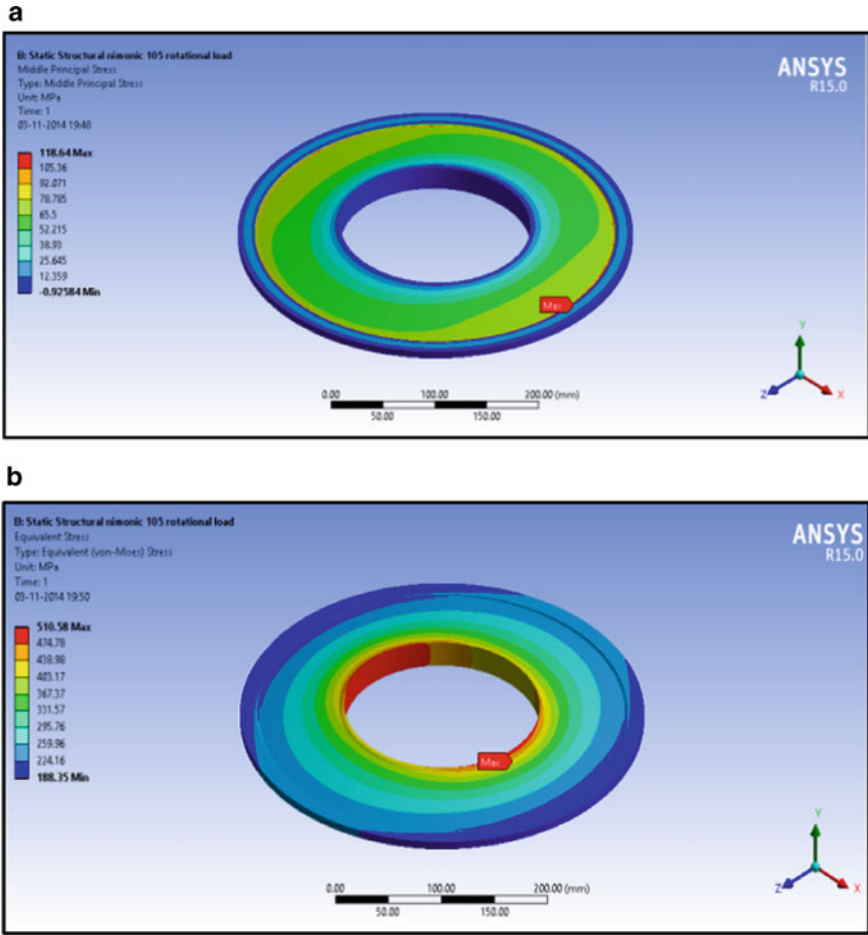 a
B: Static Structural nimonic 105 rotational load
Middle Principal Stress
Type: Middle Principal Stress
Unit: MPa
Time: 1
03-11-2014 19:48
118.64 Max
105.36
92.071
78.785
65.5
52.215
38.93
25.645
12.359
-0.92584 Min
ANSYS
R15.0
Max
0.00 100.00 200.00 (mm)
50.00 150.00
Y
Z X
b
B: Static Structural nimonic 105 rotational load
Equivalent Stress
Type: Equivalent (von-Mises) Stress
Unit: MPa
Time: 1
03-11-2014 19:50
510.58 Max
474.78
438.98
403.17
367.37
331.57
295.76
259.96
224.16
188.35 Min
ANSYS
R15.0
Max
0.00 100.00 200.00 (mm)
50.00 150.00
Y
Z X